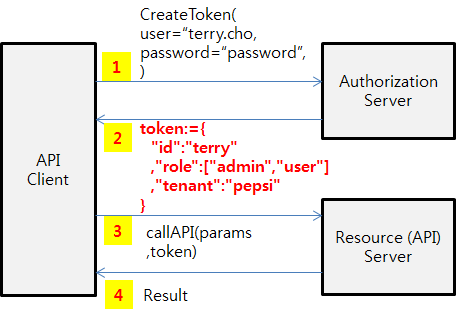 CreateToken(
user=“terry.cho,
password=“password”,
)
1
Authorization
Server
2
token:={
"id":"terry"
,"role":["admin","user"]
,"tenant":"pepsi"
}
API
Client
3
callAPI(params
,token)
Resource (API)
Server
4
Result